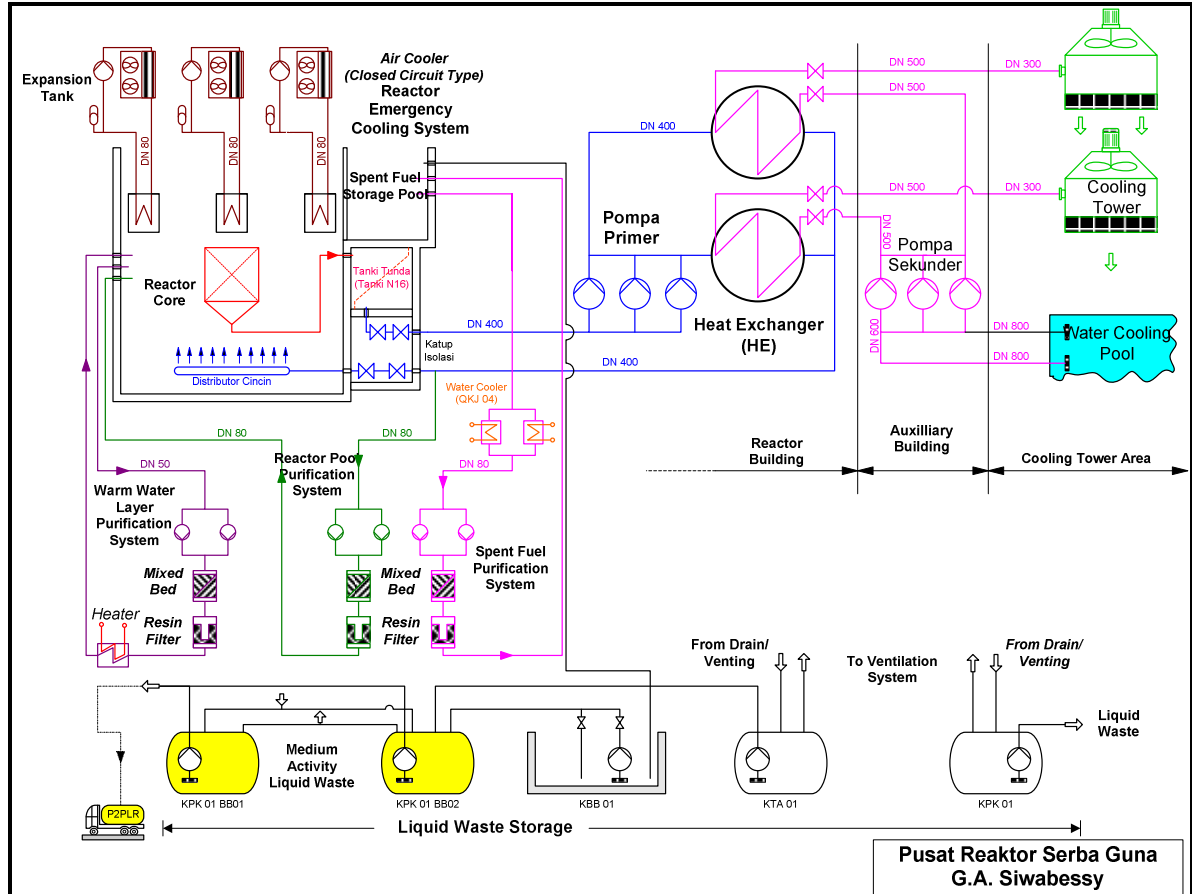 Expansion
Tank
Air Cooler
(Closed Circuit Type)
Reactor
Emergency
Cooling System
DN 80
DN 80
DN 80
Spent Fuel
Storage Pool
Reactor
Core
Tanki Tunda
(Tanki N16)
Katup
Isolasi
Distributor Cincin
DN 400
DN 400
DN 400
Pompa
Primer
Heat Exchanger
(HE)
DN 500
DN 500
DN 300
DN 500
DN 300
DN 500
Pompa
Sekunder
DN 600
DN 800
DN 800
Cooling
Tower
Water Cooling
Pool
Water Cooler
(QKJ 04)
Reactor
Building
Auxilliary
Building
Cooling Tower Area
DN 80
DN 80
DN 80
DN 50
Warm Water
Layer
Purification
System
Reactor Pool
Purification
System
Spent Fuel
Purification
System
Mixed
Bed
Mixed
Bed
Resin
Filter
Resin
Filter
Heater
From Drain/
Venting
To Ventilation
System
From Drain/
Venting
Liquid
Waste
Medium
Activity
Liquid Waste
KPK 01 BB01
KPK 01 BB02
KBB 01
KTA 01
KPK 01
P2PLR
Liquid Waste Storage
Pusat Reaktor Serba Guna
G.A. Siwabessy